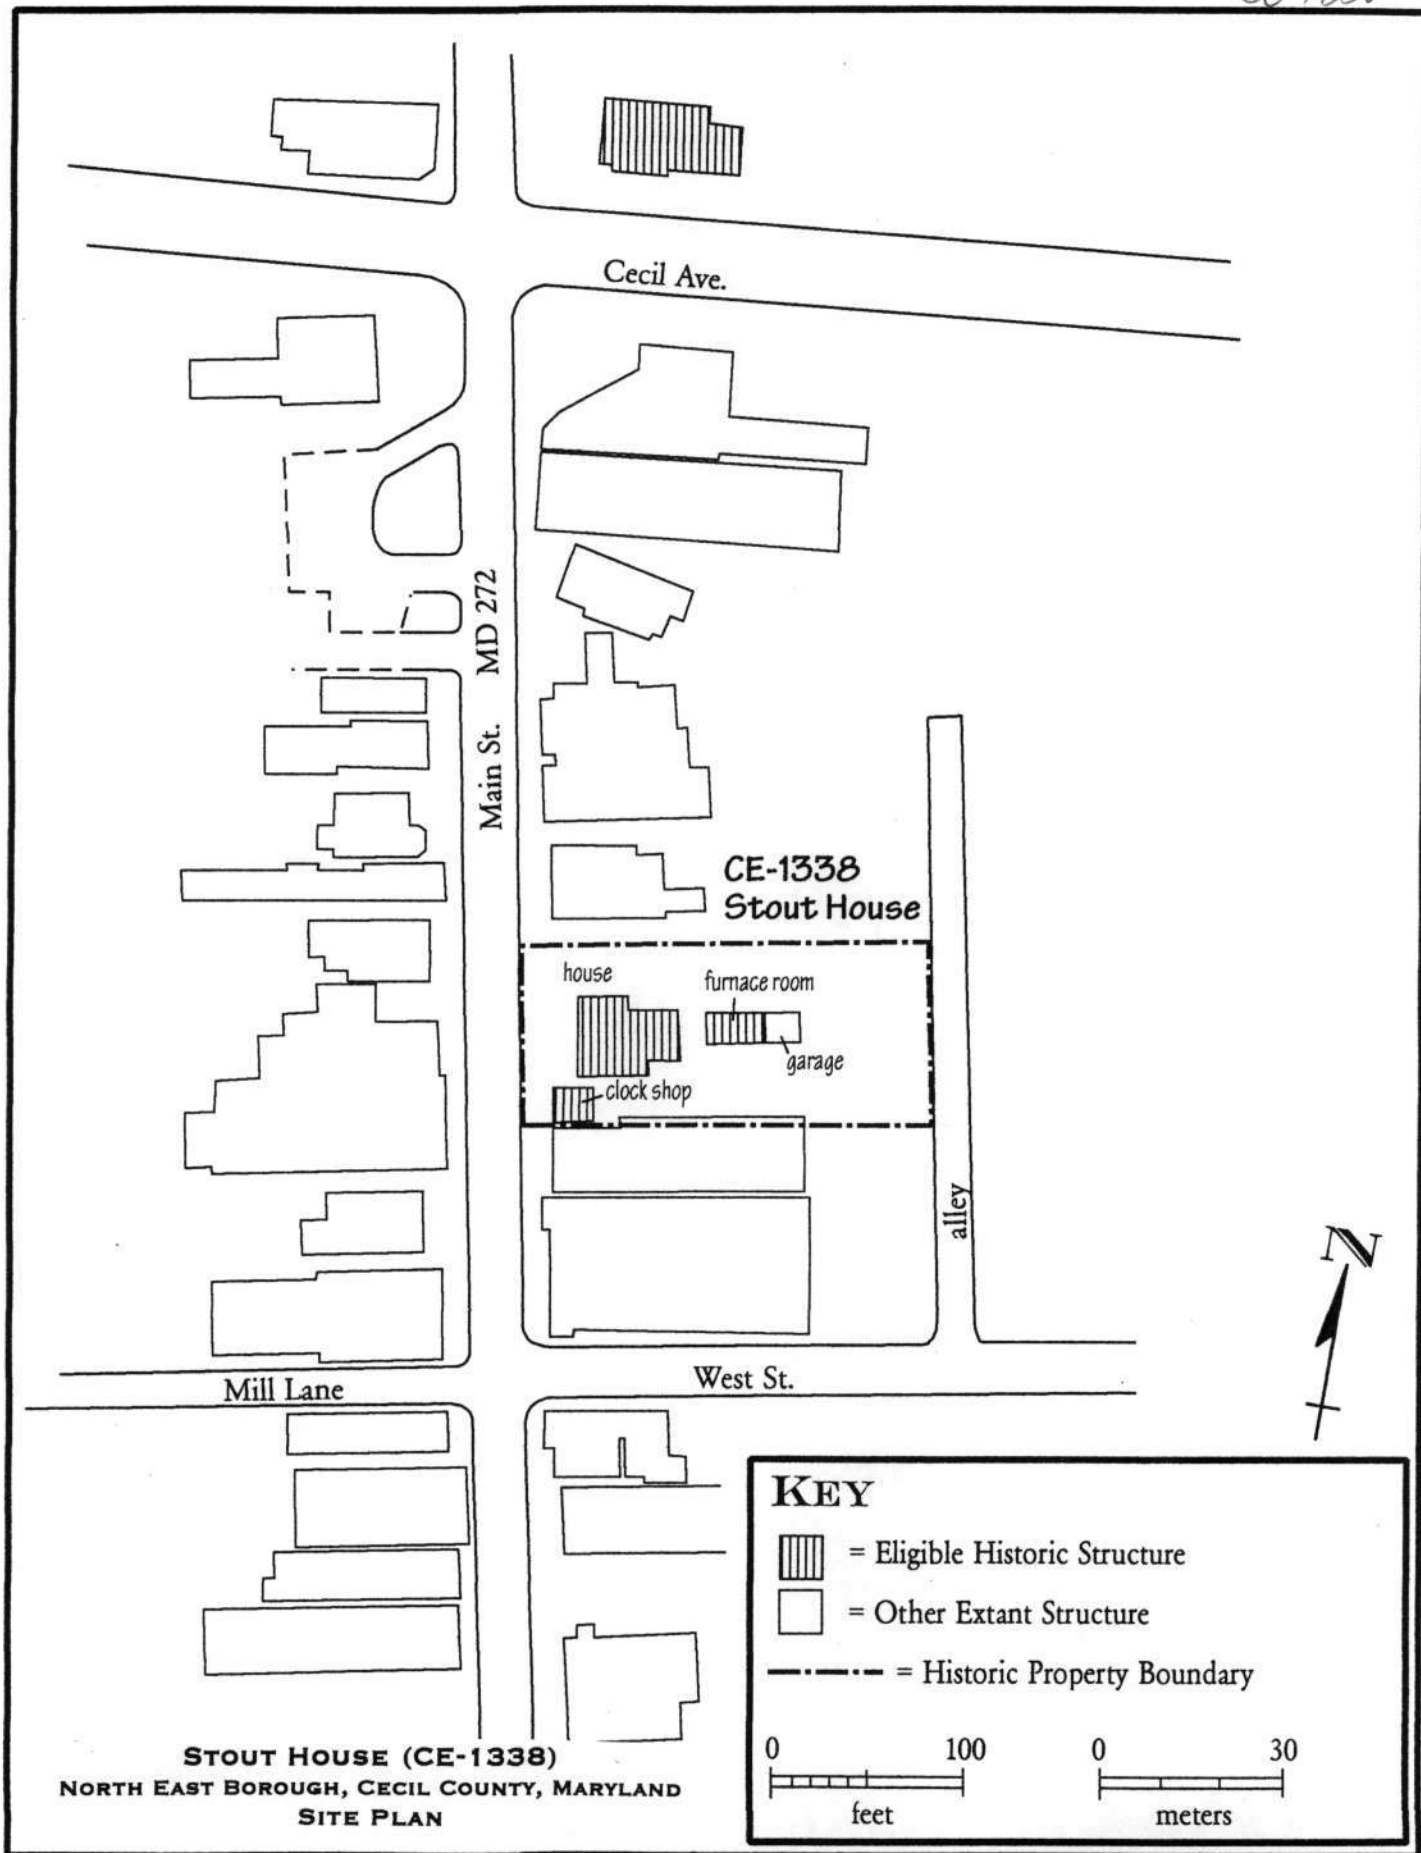 Cecil Ave.
MD 272
Main St.
CE-1338
Stout House
house
furnace room
garage
clock shop
alley
N
Mill Lane
West St.
KEY
= Eligible Historic Structure
= Other Extant Structure
= Historic Property Boundary
0 100 0 30
feet meters
STOUT HOUSE (CE-1338)
NORTH EAST BOROUGH, CECIL COUNTY, MARYLAND
SITE PLAN